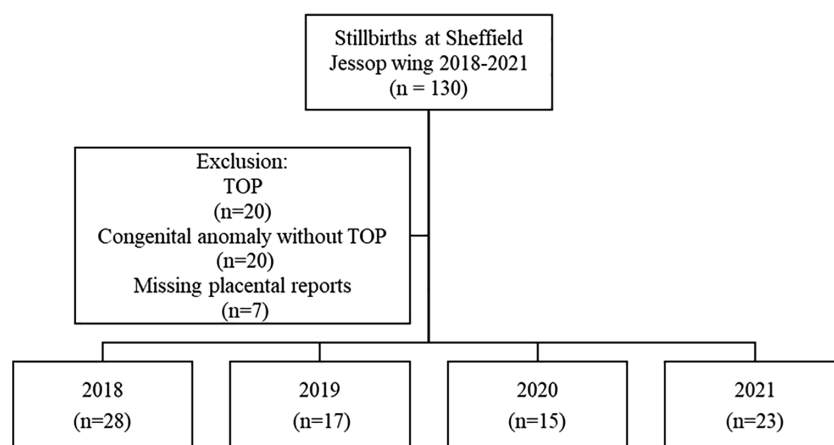 Stillbirths at Sheffield
Jessop wing 2018-2021
(n = 130)
Exclusion:
TOP
(n=20)
Congenital anomaly without TOP
(n=20)
Missing placental reports
(n=7)
2018
(n=28)
2019
(n=17)
2020
(n=15)
2021
(n=23)